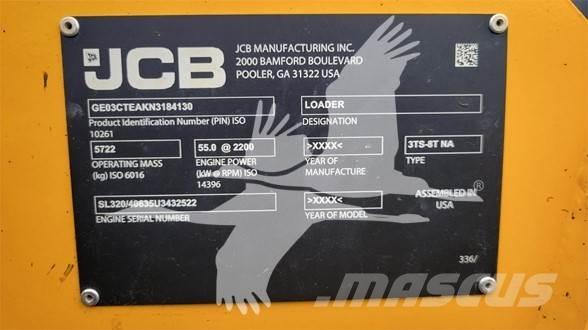 JCB
JCB MANUFACTURING INC.
2000 BAMFORD BOULEVARD
POOLER, GA 31322 USA
GE03CTEAKN3184130
Product Identification Number (PIN) ISO
10261
LOADER
DESIGNATION
5722
OPERATING MASS
(kg) ISO 6016
55.0 @ 2200
ENGINE POWER
(kW @ RPM) ISO
14396
>XXXX<
YEAR OF
MANUFACTURE
3TS-8T NA
TYPE
SL320/40635U3432522
ENGINE SERIAL NUMBER
>XXXX<
YEAR OF MODEL
ASSEMBLED IN
USA
®
336/
MASCUS